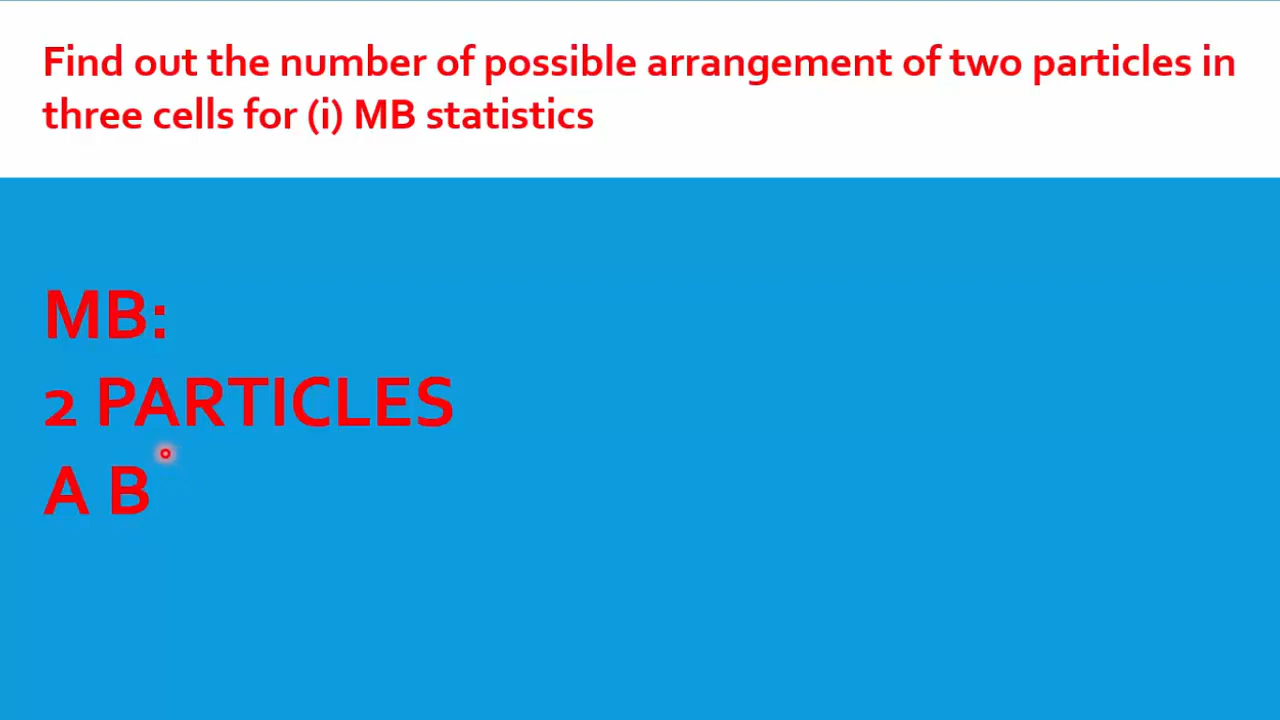 Find out the number of possible arrangement of two particles in
three cells for (i) MB statistics
MB:
2 PARTICLES
A B